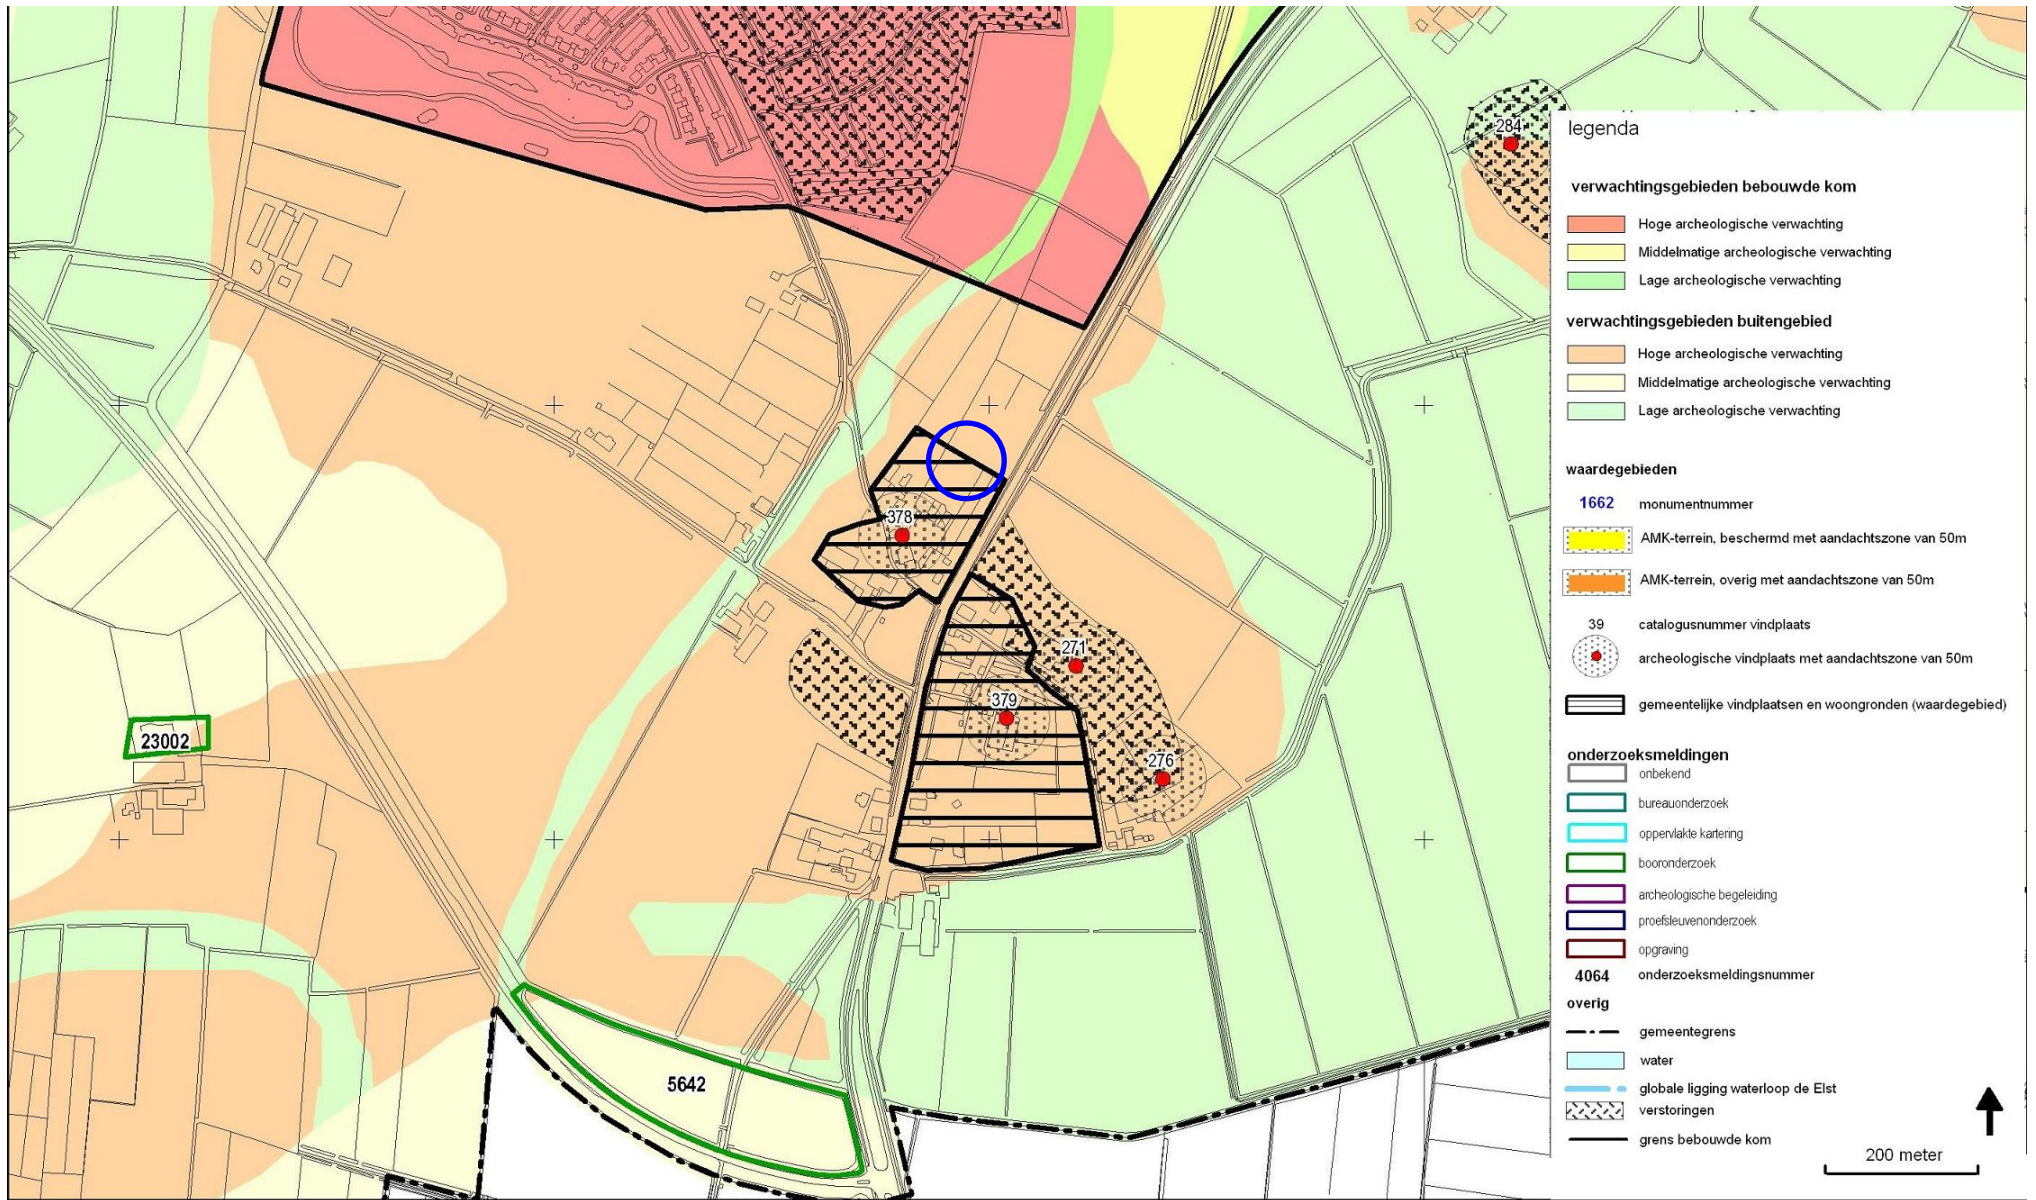 284
378
271
379
276
23002
5642
legenda
verwachtingsgebieden bebouwde kom
Hoge archeologische verwachting
Middelmatige archeologische verwachting
Lage archeologische verwachting
verwachtingsgebieden buitengebied
Hoge archeologische verwachting
Middelmatige archeologische verwachting
Lage archeologische verwachting
waardegebieden
1662 monumentnummer
AMK-terrein, beschermd met aandachtszone van 50m
AMK-terrein, overig met aandachtszone van 50m
39 catalogusnummer vindplaats
archeologische vindplaats met aandachtszone van 50m
gemeentelijke vindplaatsen en woongronden (waardegebied)
onderzoeksmeldingen
onbekend
bureauonderzoek
oppervlakte kartering
booronderzoek
archeologische begeleiding
proefsleuvenonderzoek
opgraving
4064 onderzoeksmeldingsnummer
overig
gemeentegrens
water
globale ligging waterloop de Elst
verstoringen
grens bebouwde kom
200 meter